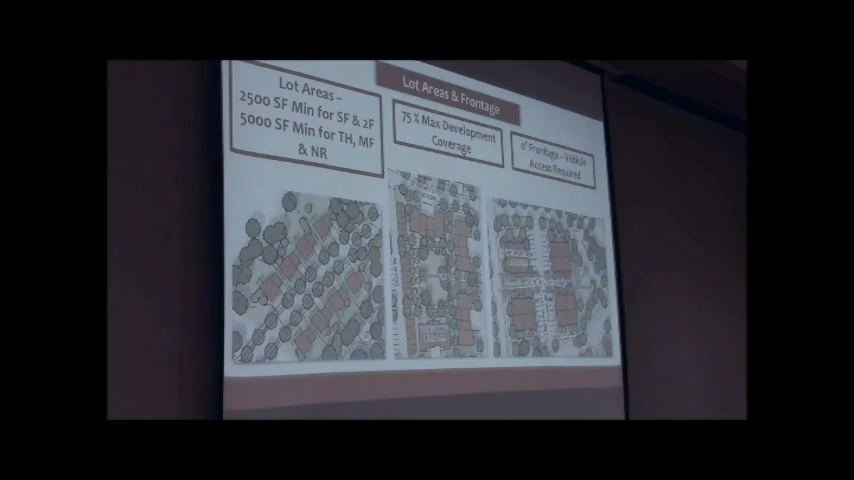 Lot Areas & Frontage
Lot Areas –
2500 SF Min for SF & 2F
5000 SF Min for TH, MF
& NR
75 % Max Development
Coverage
0' Frontage – Vehicle
Access Required